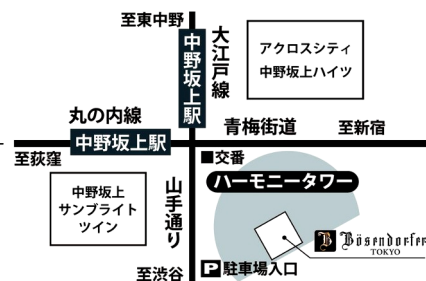 至東中野
中野坂上駅
大江戸線
アクロスシティ
中野坂上ハイツ
丸の内線
中野坂上駅
青梅街道
至新宿
至荻窪
■交番
ハーモニータワー
中野坂上
サンブライト
ツイン
山手通り
B Bösendorfer
TOKYO
P 駐車場入口
至渋谷